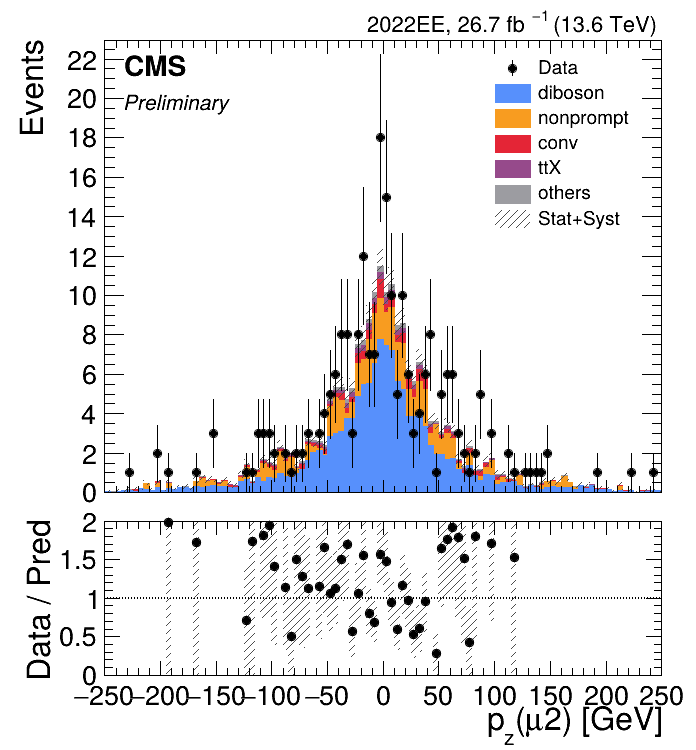 2022EE, 26.7 fb⁻¹ (13.6 TeV)
Events
CMS
Preliminary
Data
diboson
nonprompt
conv
ttX
others
Stat+Syst
22
20
18
16
14
12
10
8
6
4
2
0
Data / Pred
2
1.5
1
0.5
0
−250 −200 −150 −100 −50 0 50 100 150 200 250
p_z(μ2) [GeV]